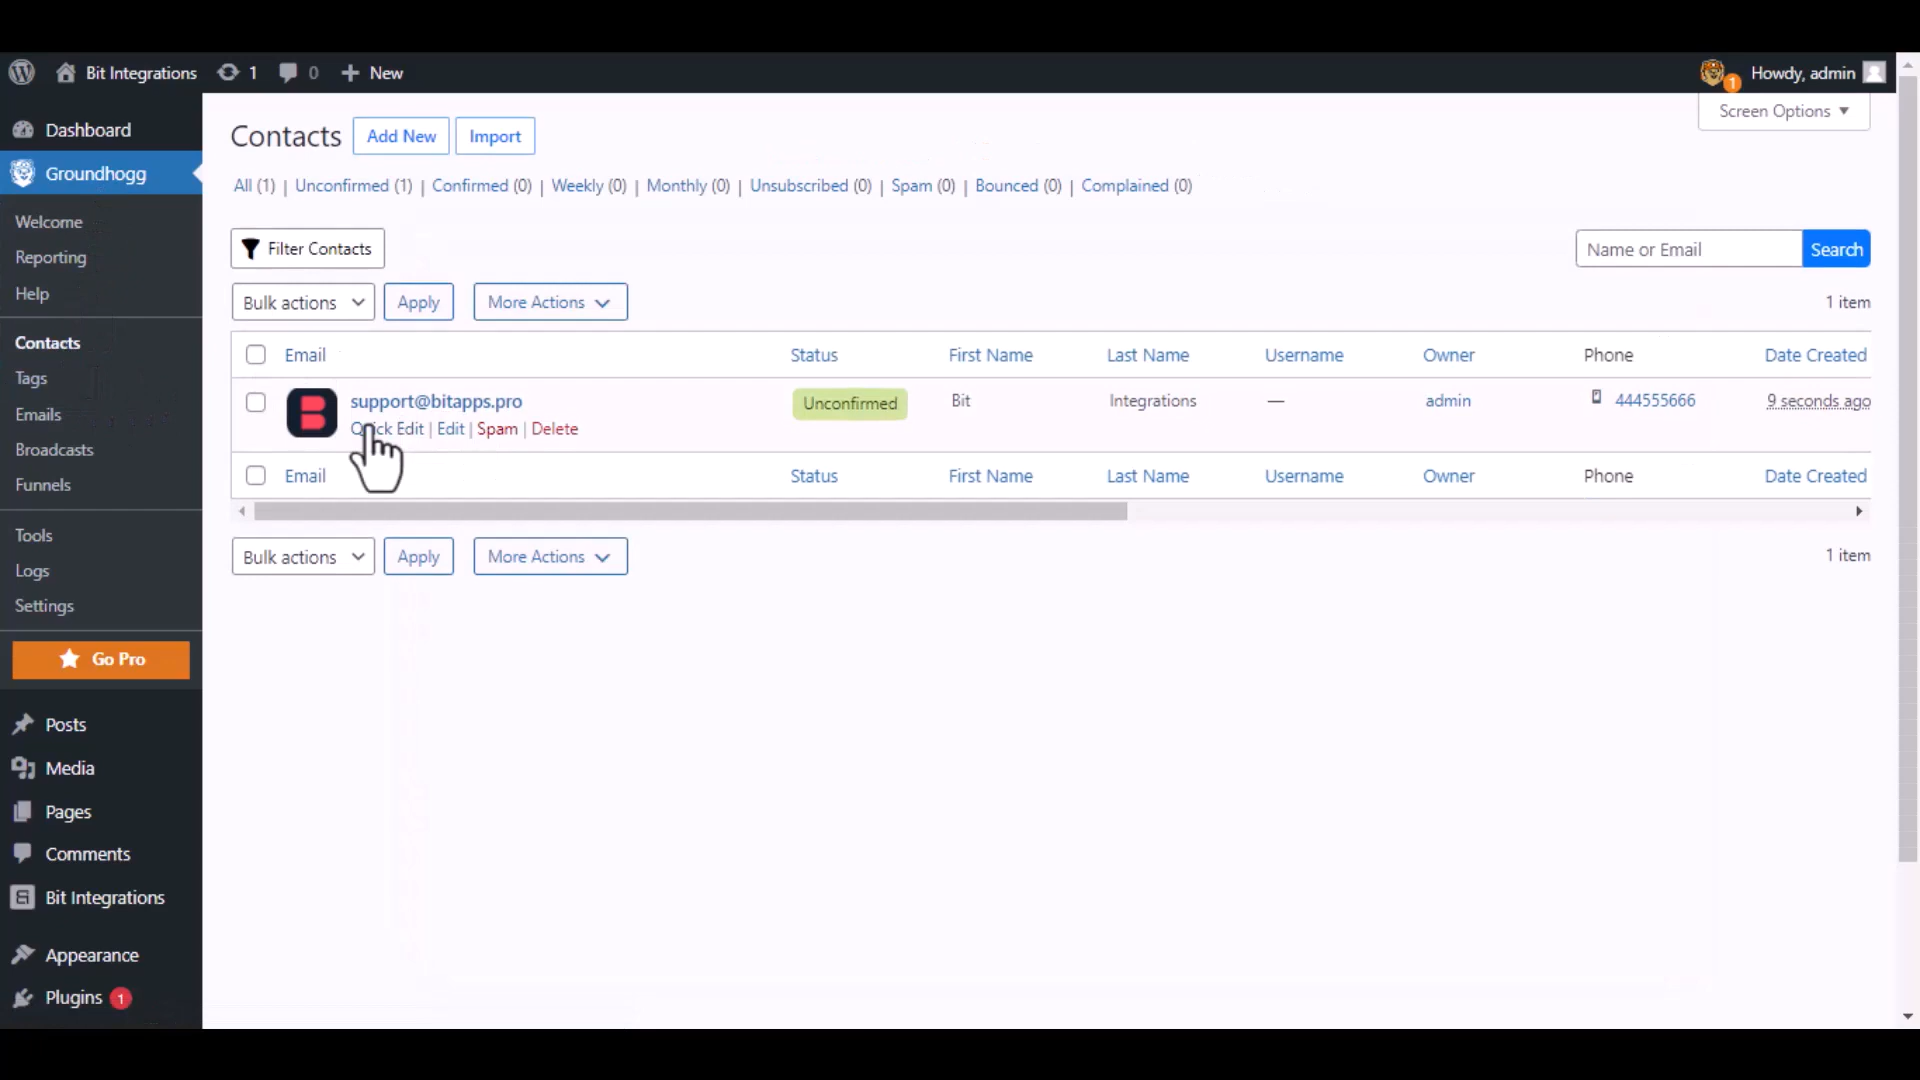 Bit Integrations 1 0 New Howdy, admin
1
Screen Options
Dashboard
Groundhogg
Welcome
Reporting
Help
Contacts
Tags
Emails
Broadcasts
Funnels
Tools
Logs
Settings
Go Pro
Posts
Media
Pages
Comments
Bit Integrations
Appearance
Plugins 1
Contacts Add New Import
All (1) | Unconfirmed (1) | Confirmed (0) | Weekly (0) | Monthly (0) | Unsubscribed (0) | Spam (0) | Bounced (0) | Complained (0)
Filter Contacts Name or Email Search
Bulk actions Apply More Actions 1 item
Email Status First Name Last Name Username Owner Phone Date Created
support@bitapps.pro Unconfirmed Bit Integrations — admin 444555666 9 seconds ago
Quick Edit | Edit | Spam | Delete
Email Status First Name Last Name Username Owner Phone Date Created
Bulk actions Apply More Actions 1 item